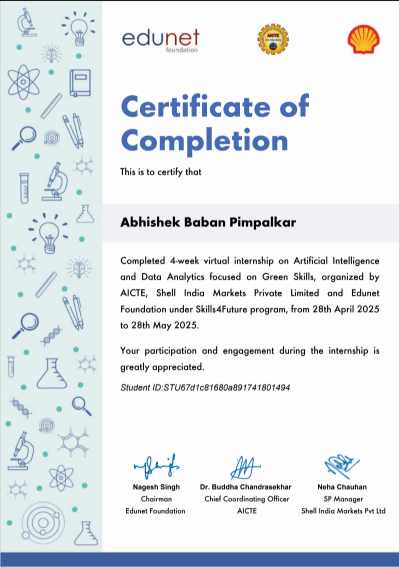 edunet
foundation
AICTE
Certificate of
Completion
This is to certify that
Abhishek Baban Pimpalkar
Completed 4-week virtual internship on Artificial Intelligence
and Data Analytics focused on Green Skills, organized by
AICTE, Shell India Markets Private Limited and Edunet
Foundation under Skills4Future program, from 28th April 2025
to 28th May 2025.
Your participation and engagement during the internship is
greatly appreciated.
Student ID:STU67d1c81680a891741801494
Nagesh Singh
Chairman
Edunet Foundation
Dr. Buddha Chandrasekhar
Chief Coordinating Officer
AICTE
Neha Chauhan
SP Manager
Shell India Markets Pvt Ltd